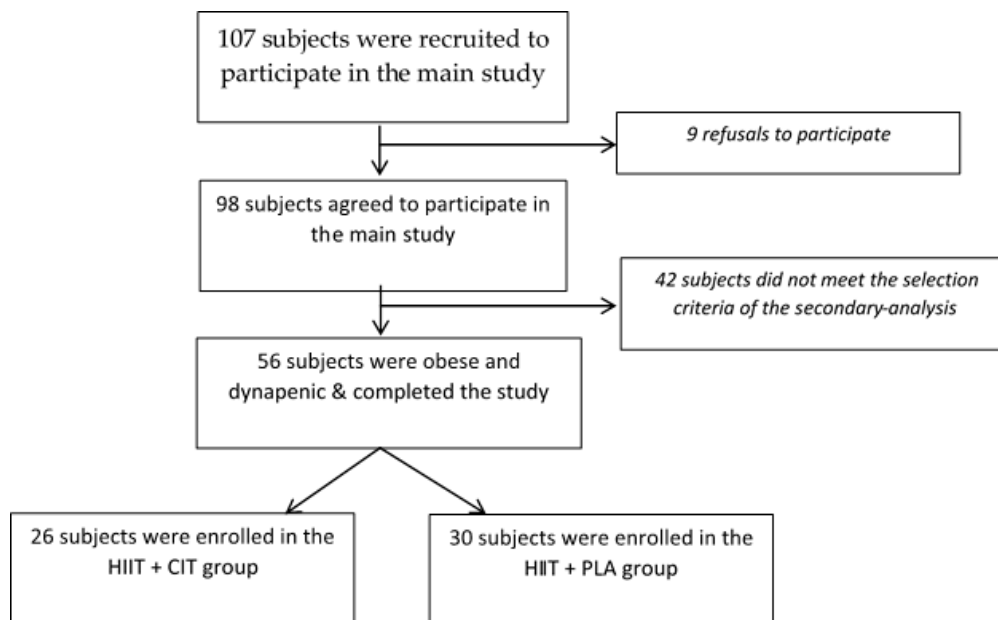 107 subjects were recruited to
participate in the main study
9 refusals to participate
98 subjects agreed to participate in
the main study
42 subjects did not meet the selection
criteria of the secondary-analysis
56 subjects were obese and
dynapenic & completed the study
26 subjects were enrolled in the
HIIT + CIT group
30 subjects were enrolled in the
HIIT + PLA group